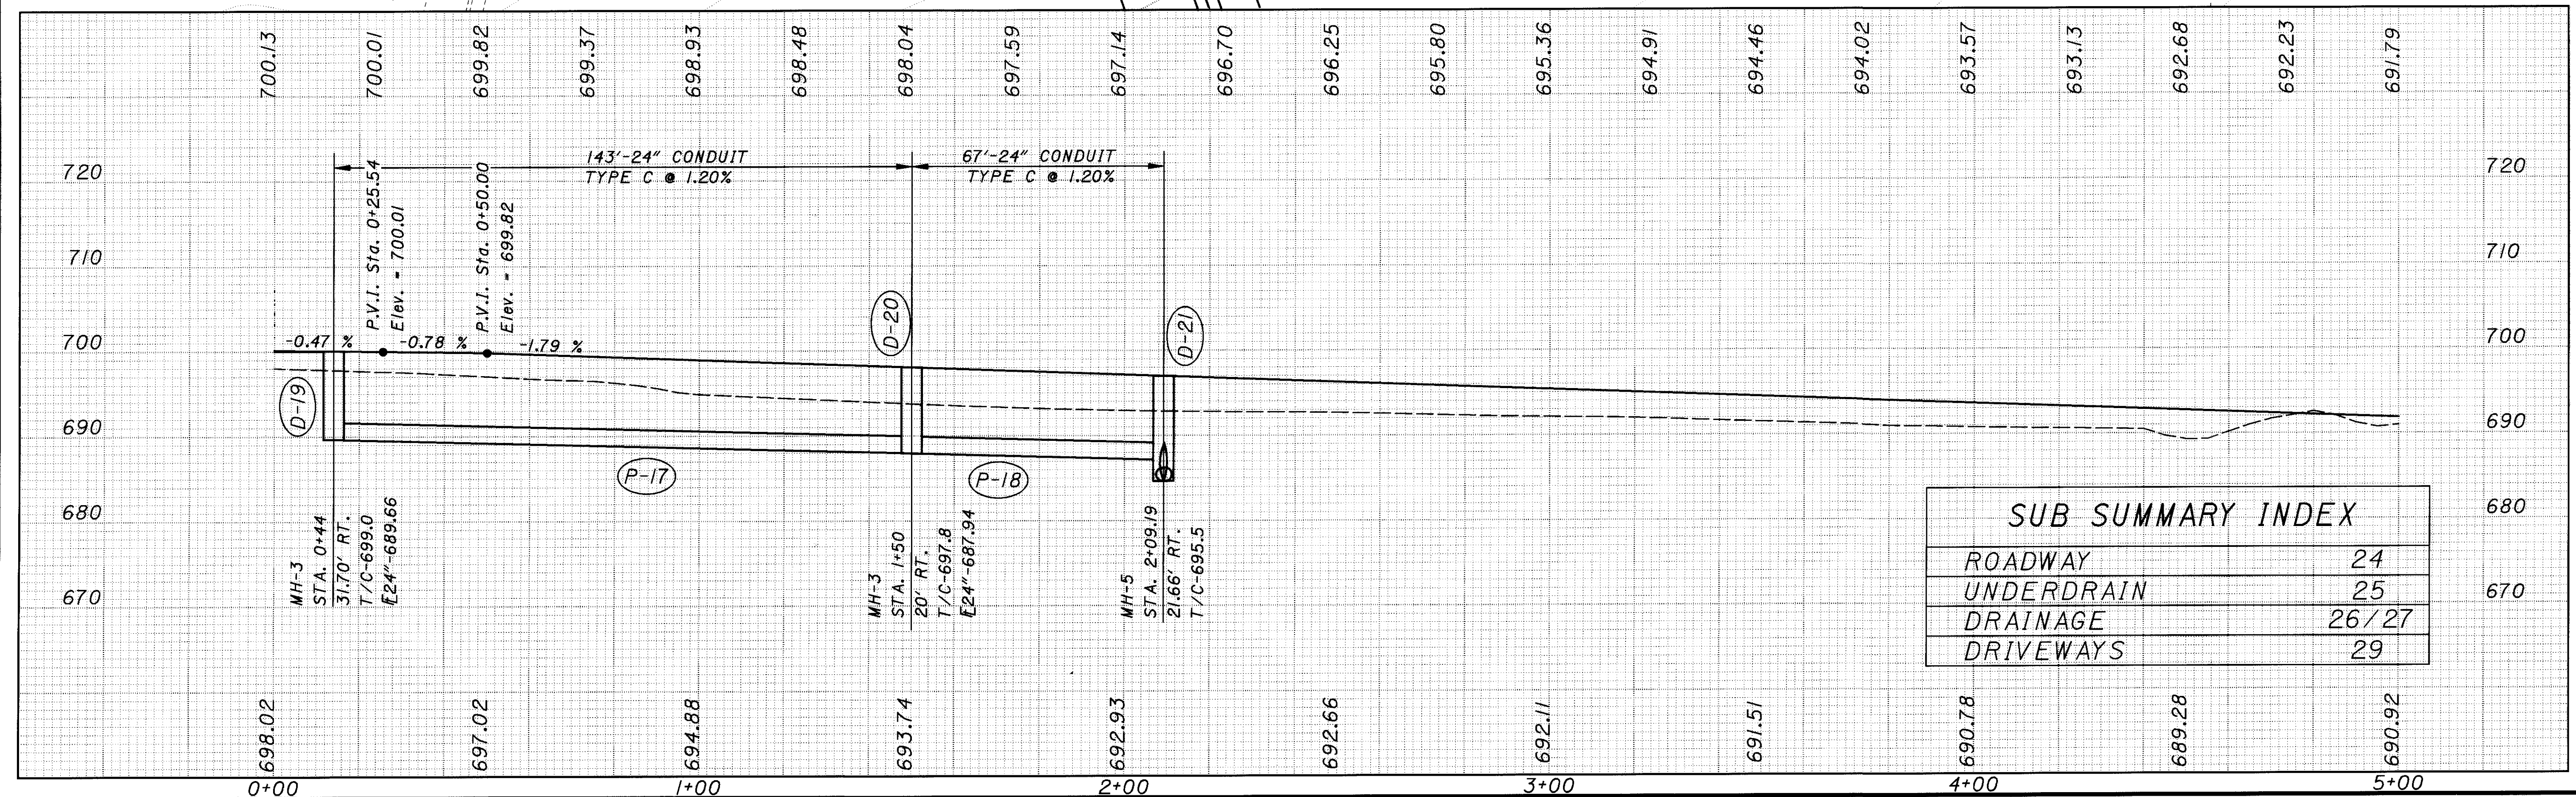 700.13
700.01
699.82
699.37
698.93
698.48
698.04
697.59
697.14
696.70
696.25
695.80
695.36
694.91
694.46
694.02
693.57
693.13
692.68
692.23
691.79
143'-24" CONDUIT
TYPE C @ 1.20%
67'-24" CONDUIT
TYPE C @ 1.20%
720
720
710
710
700
700
690
690
680
680
670
670
P.V.I. Sta. 0+25.54
Elev. = 700.01
P.V.I. Sta. 0+50.00
Elev. = 699.82
-0.47 %
-0.78 %
-1.79 %
D-19
D-20
D-21
P-17
P-18
MH-3
STA. 0+44
31.70' RT.
T/C-699.0
E24"-689.66
MH-3
STA. 1+50
20' RT.
T/C-697.8
E24"-687.94
MH-5
STA. 2+09.19
21.66' RT.
T/C-695.5
SUB SUMMARY INDEX
ROADWAY 24
UNDERDRAIN 25
DRAINAGE 26/27
DRIVEWAYS 29
698.02
697.02
694.88
693.74
692.93
692.66
692.11
691.51
690.78
689.28
690.92
0+00
1+00
2+00
3+00
4+00
5+00